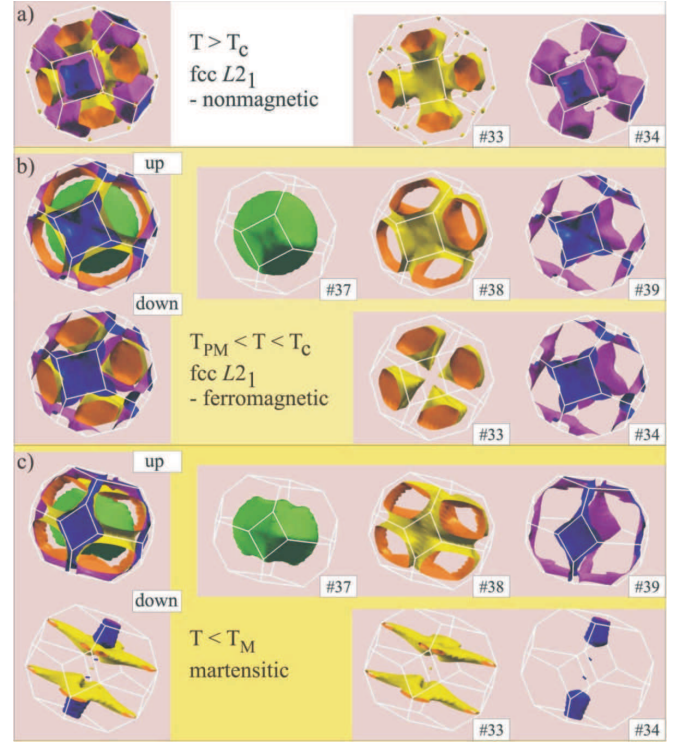 a)
T > Tc
fcc L21
- nonmagnetic
#33
#34
b)
up
#37
#38
#39
down
TPM < T < Tc
fcc L21
- ferromagnetic
#33
#34
c)
up
#37
#38
#39
down
T < TM
martensitic
#33
#34